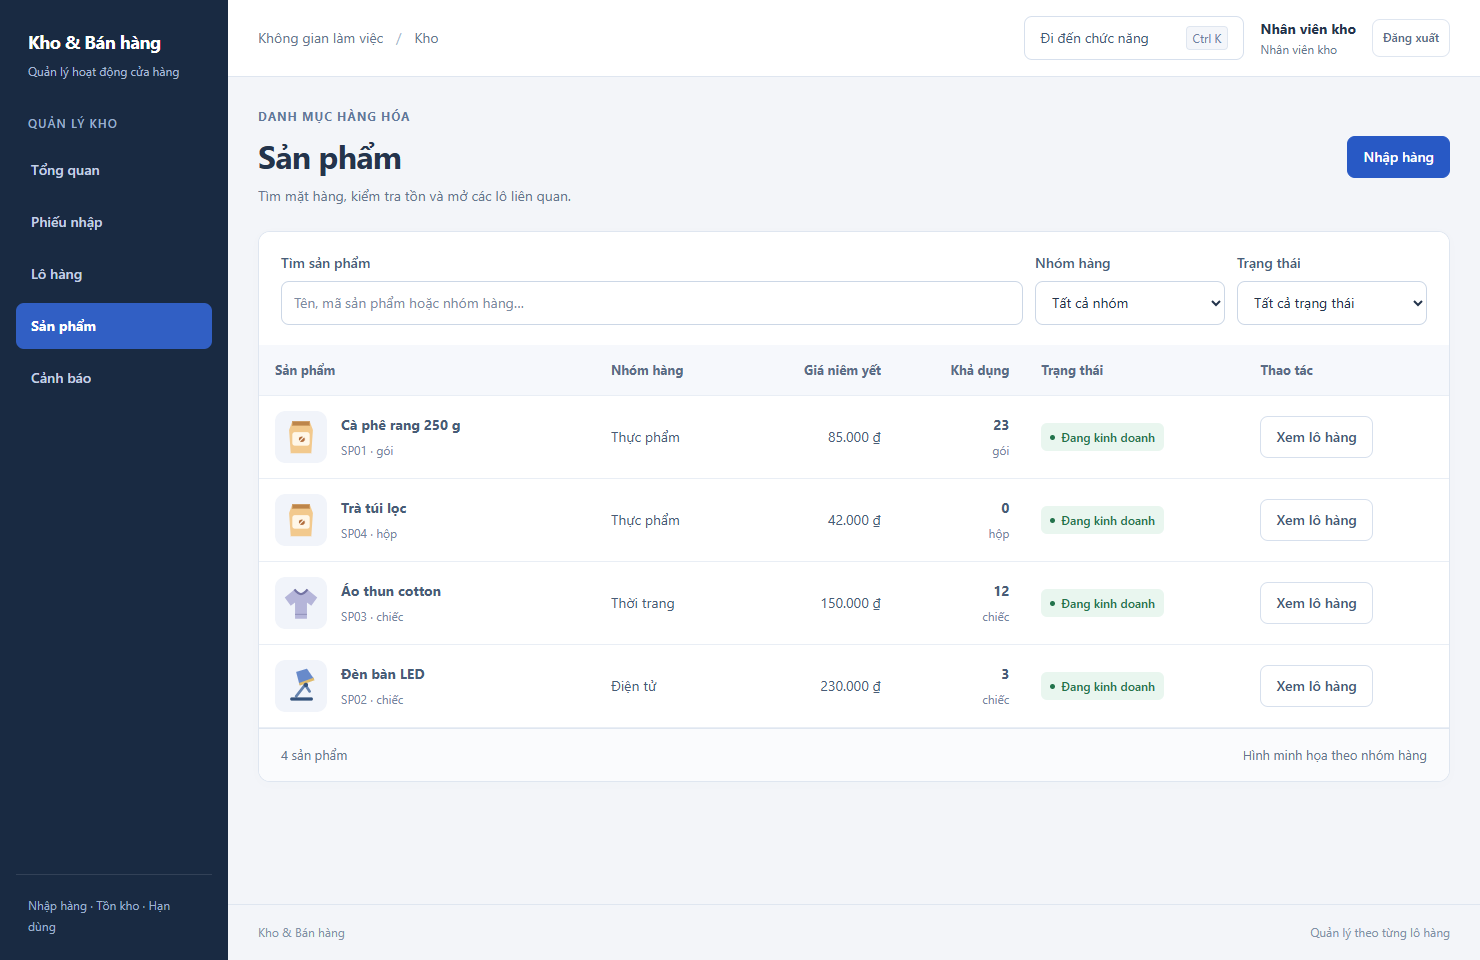 Kho & Bán hàng
Quản lý hoạt động cửa hàng
QUẢN LÝ KHO
Tổng quan
Phiếu nhập
Lô hàng
Sản phẩm
Cảnh báo
Nhập hàng · Tồn kho · Hạn
dùng
Không gian làm việc / Kho
Đi đến chức năng Ctrl K
Nhân viên kho
Nhân viên kho
Đăng xuất
DANH MỤC HÀNG HÓA
Sản phẩm
Tìm mặt hàng, kiểm tra tồn và mở các lô liên quan.
Nhập hàng
Tìm sản phẩm Nhóm hàng Trạng thái
Tên, mã sản phẩm hoặc nhóm hàng... Tất cả nhóm Tất cả trạng thái
Sản phẩm Nhóm hàng Giá niêm yết Khả dụng Trạng thái Thao tác
Cà phê rang 250 g Thực phẩm 85.000 ₫ 23 Đang kinh doanh Xem lô hàng
SP01 · gói gói
Trà túi lọc Thực phẩm 42.000 ₫ 0 Đang kinh doanh Xem lô hàng
SP04 · hộp hộp
Áo thun cotton Thời trang 150.000 ₫ 12 Đang kinh doanh Xem lô hàng
SP03 · chiếc chiếc
Đèn bàn LED Điện tử 230.000 ₫ 3 Đang kinh doanh Xem lô hàng
SP02 · chiếc chiếc
4 sản phẩm Hình minh họa theo nhóm hàng
Kho & Bán hàng Quản lý theo từng lô hàng